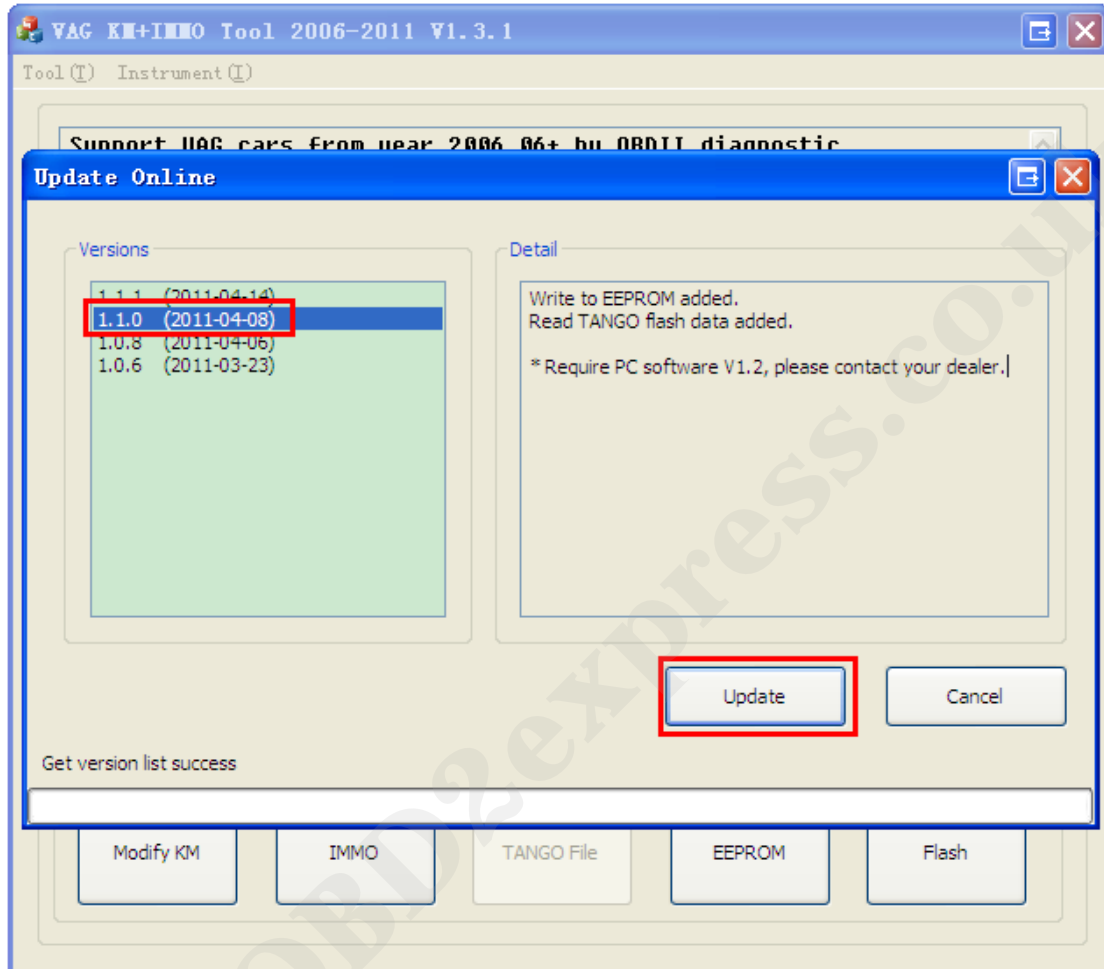 VAG KM+IMMO Tool 2006-2011 V1.3.1
Tool(T) Instrument(I)
Support VAG cars from year 2006 06+ by OBDII diagnostic
Update Online
Versions
1.1.1 (2011-04-14)
1.1.0 (2011-04-08)
1.0.8 (2011-04-06)
1.0.6 (2011-03-23)
Detail
Write to EEPROM added.
Read TANGO flash data added.
* Require PC software V1.2, please contact your dealer.
Update
Cancel
Get version list success
Modify KM
IMMO
TANGO File
EEPROM
Flash